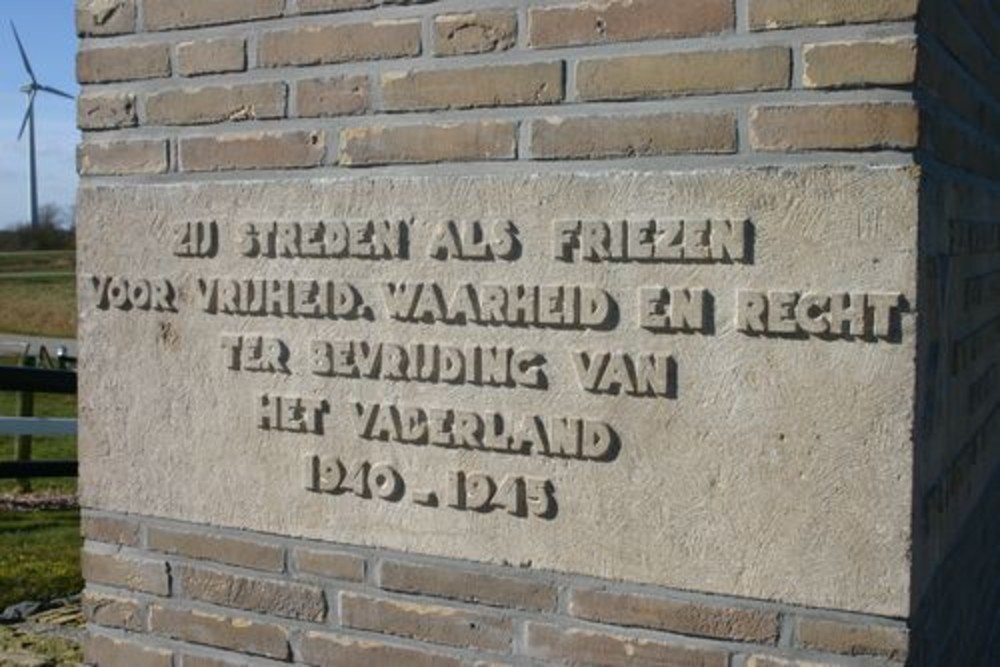 ZIJ STREDEN ALS FRIEZEN
VOOR VRIJHEID, WAARHEID EN RECHT
TER BEVRIJDING VAN
HET VADERLAND
1940 – 1945